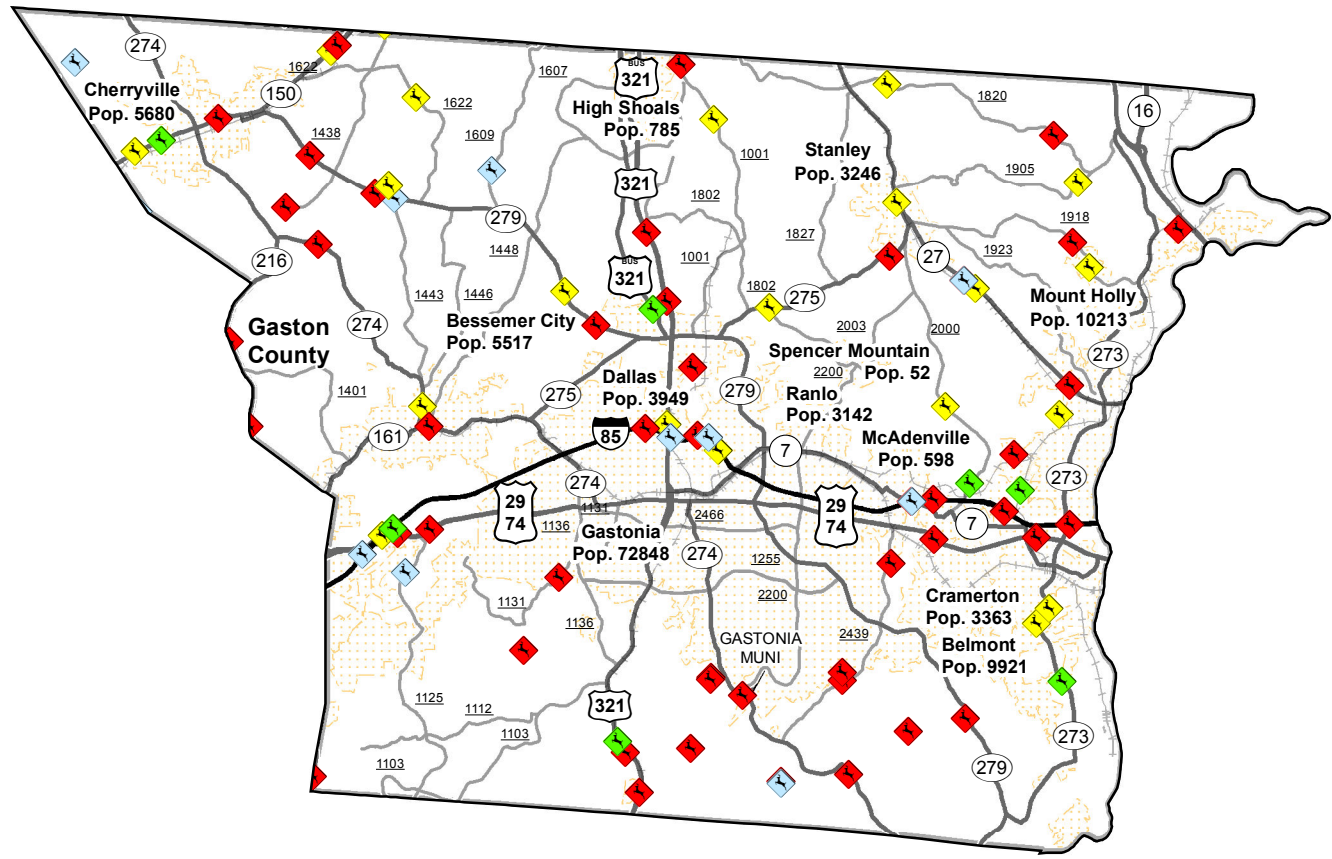 274
1622
Cherryville
Pop. 5680
150
1622
1438
1609
1607
BUS
321
High Shoals
Pop. 785
321
1001
1802
Stanley
Pop. 3246
1820
16
1905
1918
1923
27
1827
216
279
1448
BUS
321
1001
1802
275
Mount Holly
Pop. 10213
Gaston
County
274
1443
1446
Bessemer City
Pop. 5517
2003
2000
273
Spencer Mountain
Pop. 52
2200
1401
275
Dallas
Pop. 3949
279
Ranlo
Pop. 3142
161
85
7
McAdenville
Pop. 598
273
29
74
274
1131
1136
2466
29
74
7
Gastonia
Pop. 72848
274
1255
2200
1131
1136
GASTONIA
MUNI
2439
Cramerton
Pop. 3363
Belmont
Pop. 9921
1125
1112
1103
1103
321
279
273